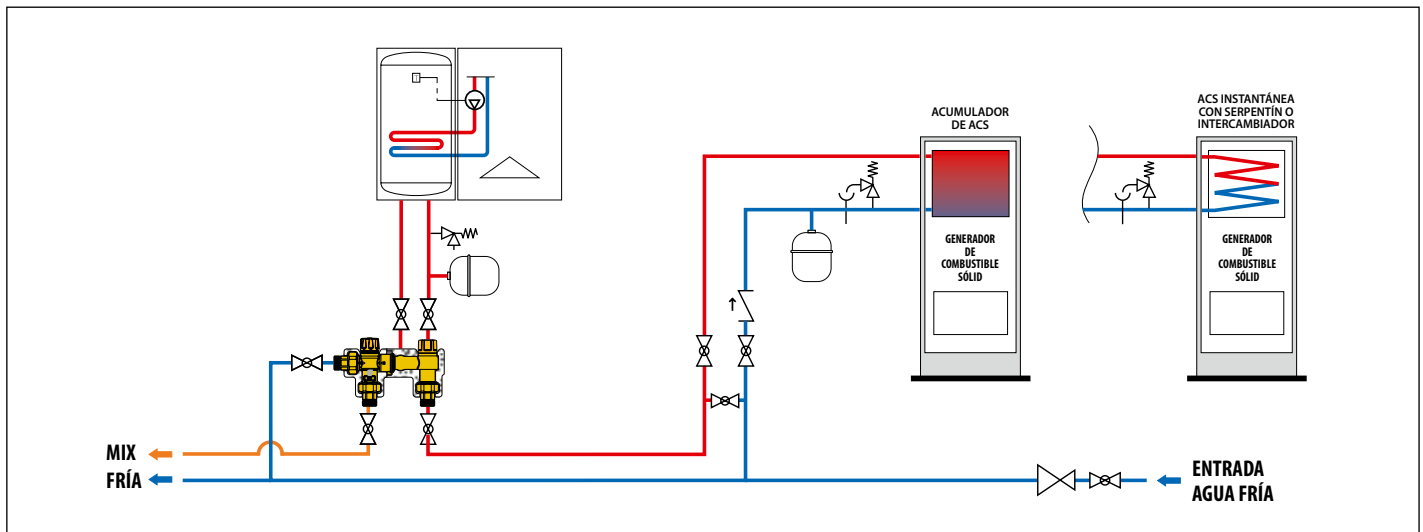 ACUMULADOR
DE ACS
ACS INSTANTÁNEA
CON SERPENTÍN O
INTERCAMBIADOR
T
GENERADOR
DE
COMBUSTIBLE
SÓLID
GENERADOR
DE
COMBUSTIBLE
SÓLID
MIX
FRÍA
ENTRADA
AGUA FRÍA